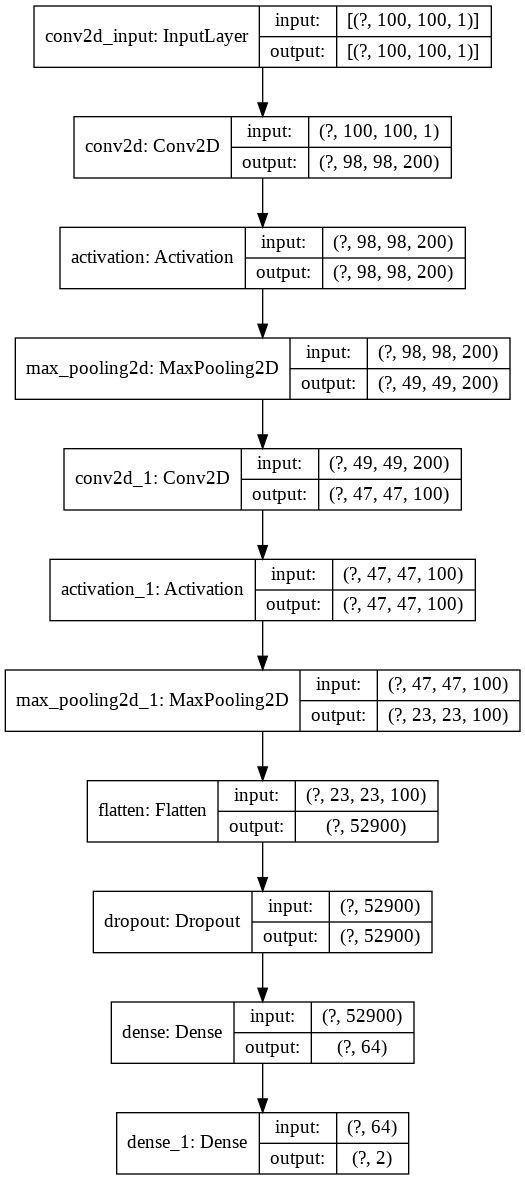 conv2d_input: InputLayer
input: [(?, 100, 100, 1)]
output: [(?, 100, 100, 1)]
conv2d: Conv2D
input: (?, 100, 100, 1)
output: (?, 98, 98, 200)
activation: Activation
input: (?, 98, 98, 200)
output: (?, 98, 98, 200)
max_pooling2d: MaxPooling2D
input: (?, 98, 98, 200)
output: (?, 49, 49, 200)
conv2d_1: Conv2D
input: (?, 49, 49, 200)
output: (?, 47, 47, 100)
activation_1: Activation
input: (?, 47, 47, 100)
output: (?, 47, 47, 100)
max_pooling2d_1: MaxPooling2D
input: (?, 47, 47, 100)
output: (?, 23, 23, 100)
flatten: Flatten
input: (?, 23, 23, 100)
output: (?, 52900)
dropout: Dropout
input: (?, 52900)
output: (?, 52900)
dense: Dense
input: (?, 52900)
output: (?, 64)
dense_1: Dense
input: (?, 64)
output: (?, 2)